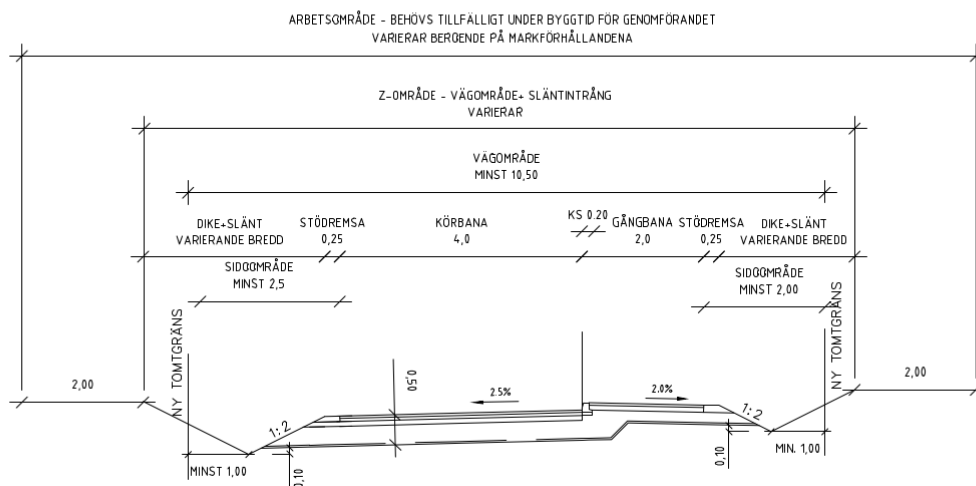 ARBETSOMRÅDE - BEHÖVS TILLFÄLLIGT UNDER BYGGTID FÖR GENOMFÖRANDET
VARIERAR BEROENDE PÅ MARKFÖRHÅLLANDENA
Z-OMRÅDE - VÄGOMRÅDE+ SLÄNTINTRÅNG
VARIERAR
VÄGOMRÅDE
MINST 10,50
DIKE+SLÄNT
VARIERANDE BREDD
STÖDREMSA
0,25
KÖRBANA
4,0
KS 0.20
GÅNGBANA
2,0
STÖDREMSA
0,25
DIKE+SLÄNT
VARIERANDE BREDD
SIDOOMRÅDE
MINST 2,5
SIDOOMRÅDE
MINST 2,00
NY TOMTGRÄNS
NY TOMTGRÄNS
2,00
0,50
2.5%
2.0%
2,00
1:2
1:2
MINST 1,00
0,10
0,10
MIN. 1,00